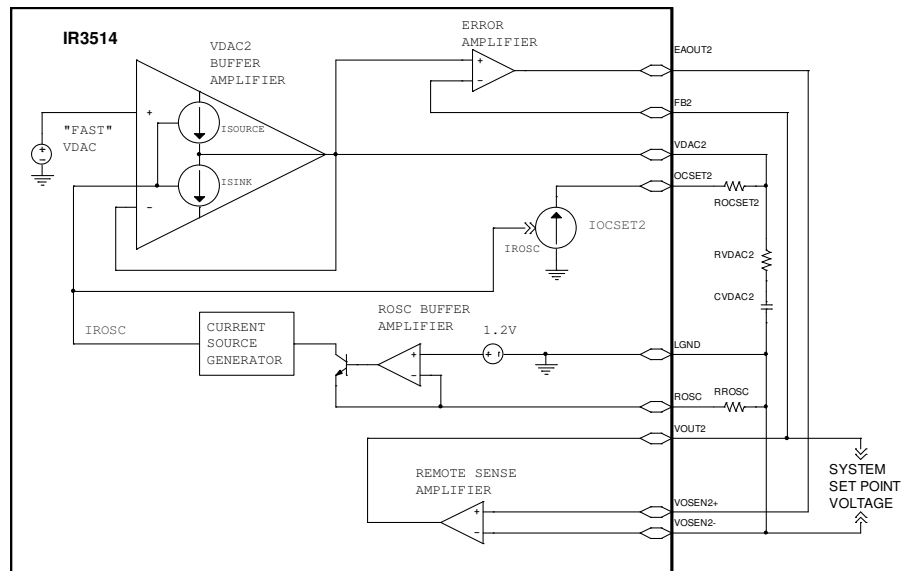 IR3514
VDAC2
BUFFER
AMPLIFIER
ERROR
AMPLIFIER
EAOUT2
+
-
FB2
"FAST"
VDAC
+
ISOURCE
VDAC2
+
-
ISINK
OCSET2
ROCSET2
-
IOCSET2
IROSC
RVDAC2
CVDAC2
IROSC
CURRENT
SOURCE
GENERATOR
ROSC BUFFER
AMPLIFIER
1.2V
LGND
+
-
+
ROSC
RROSC
VOUT2
REMOTE SENSE
AMPLIFIER
SYSTEM
SET POINT
VOLTAGE
VOSEN2+
+
-
VOSEN2-